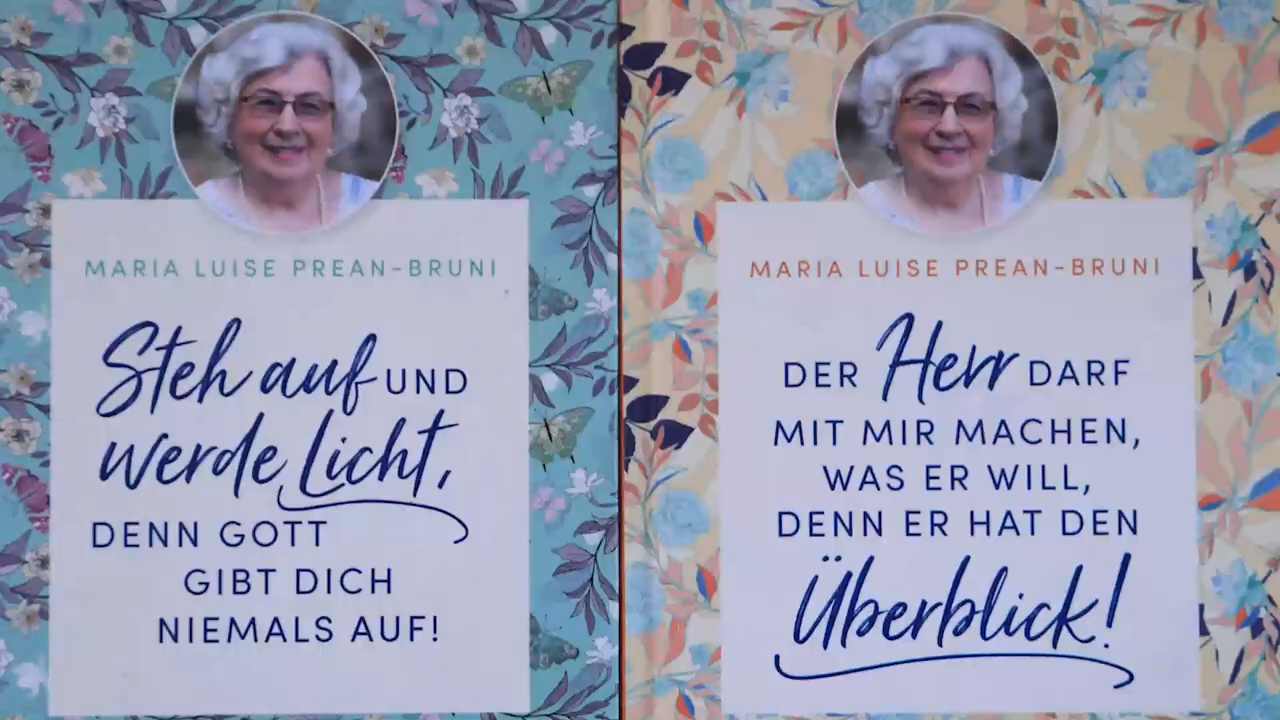 MARIA LUISE PREAN-BRUNI
Steh auf UND
werde Licht,
DENN GOTT
GIBT DICH
NIEMALS AUF!
MARIA LUISE PREAN-BRUNI
DER Herr DARF
MIT MIR MACHEN,
WAS ER WILL,
DENN ER HAT DEN
Überblick!